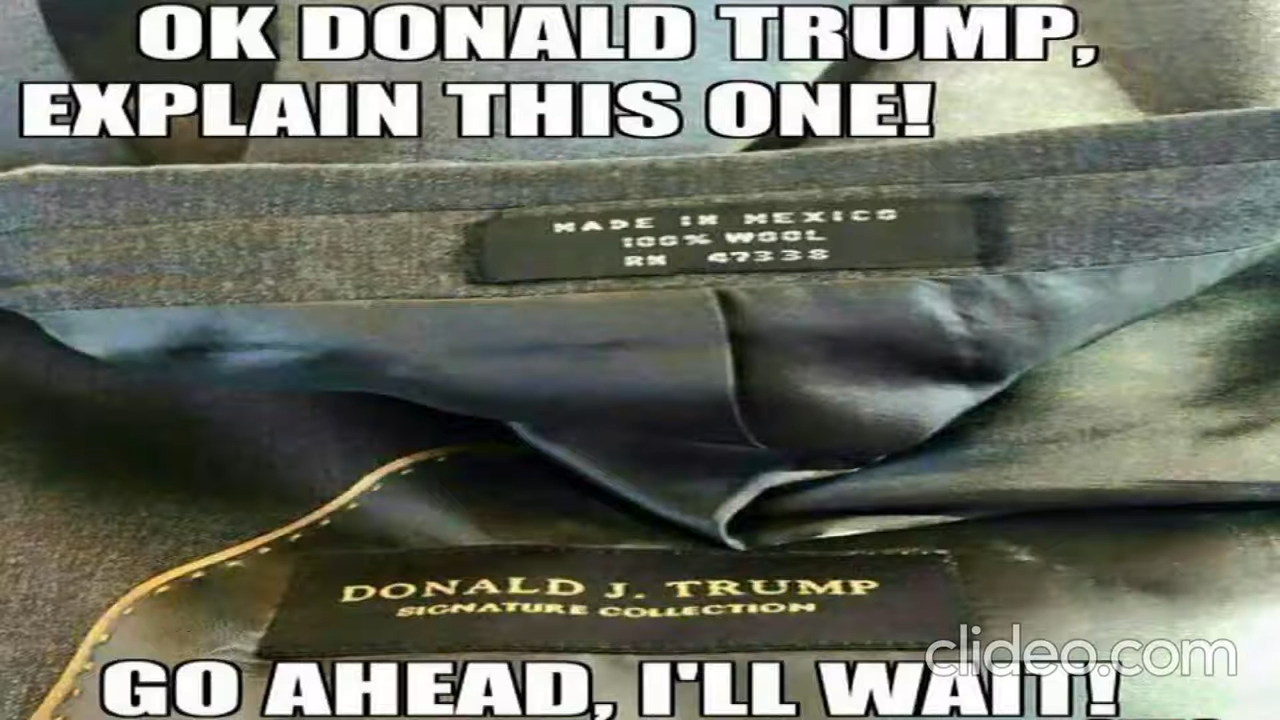 OK DONALD TRUMP,
EXPLAIN THIS ONE!
MADE IN MEXICO
100% WOOL
RN 47338
DONALD J. TRUMP
SIGNATURE COLLECTION
GO AHEAD, I'LL WAIT!
clideo.com